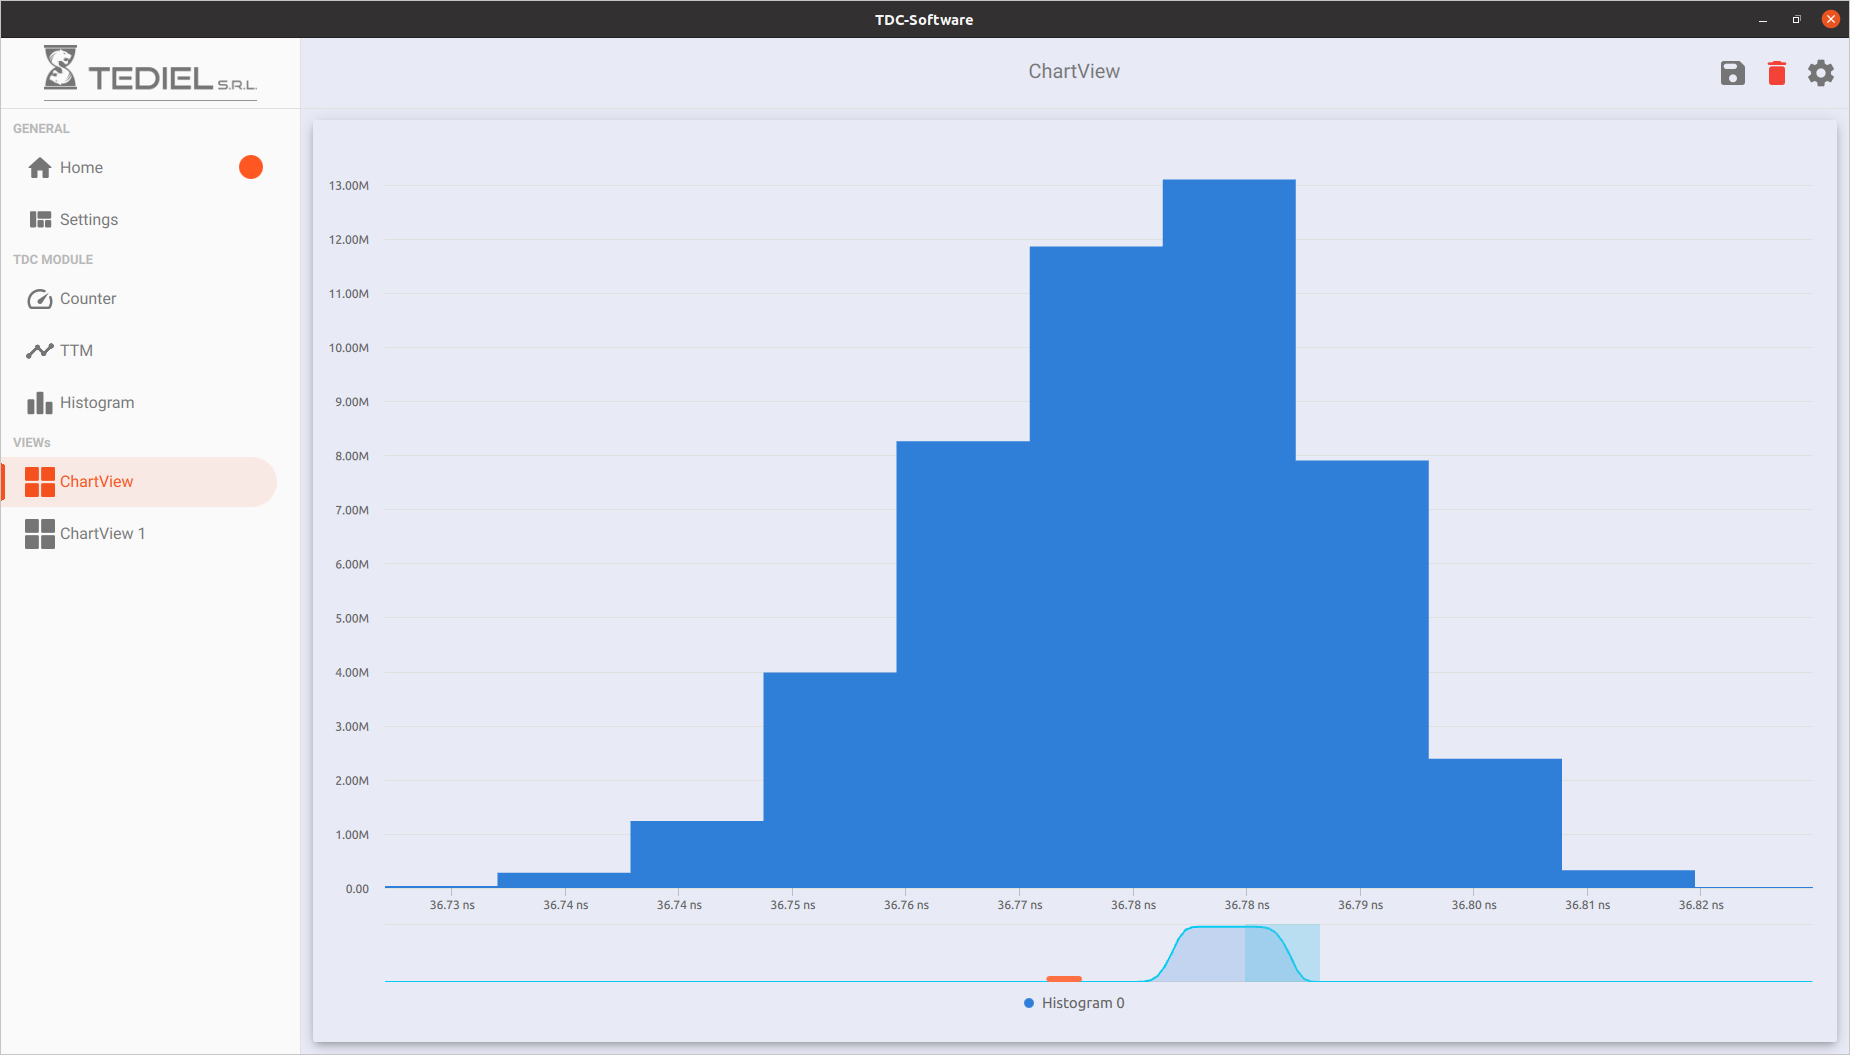 TDC-Software
TEDIEL S.R.L.
ChartView
GENERAL
Home
Settings
TDC MODULE
Counter
TTM
Histogram
VIEWs
ChartView
ChartView 1
13.00M
12.00M
11.00M
10.00M
9.00M
8.00M
7.00M
6.00M
5.00M
4.00M
3.00M
2.00M
1.00M
0.00
36.73 ns 36.74 ns 36.74 ns 36.75 ns 36.76 ns 36.77 ns 36.78 ns 36.78 ns 36.79 ns 36.80 ns 36.81 ns 36.82 ns
Histogram 0